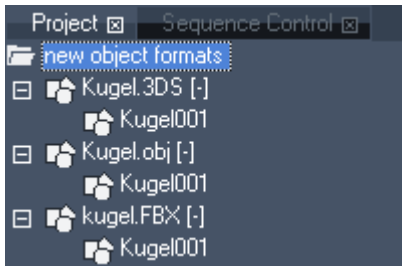 Project Sequence Control
new object formats
Kugel.3DS [-]
Kugel001
Kugel.obj [-]
Kugel001
kugel.FBX [-]
Kugel001